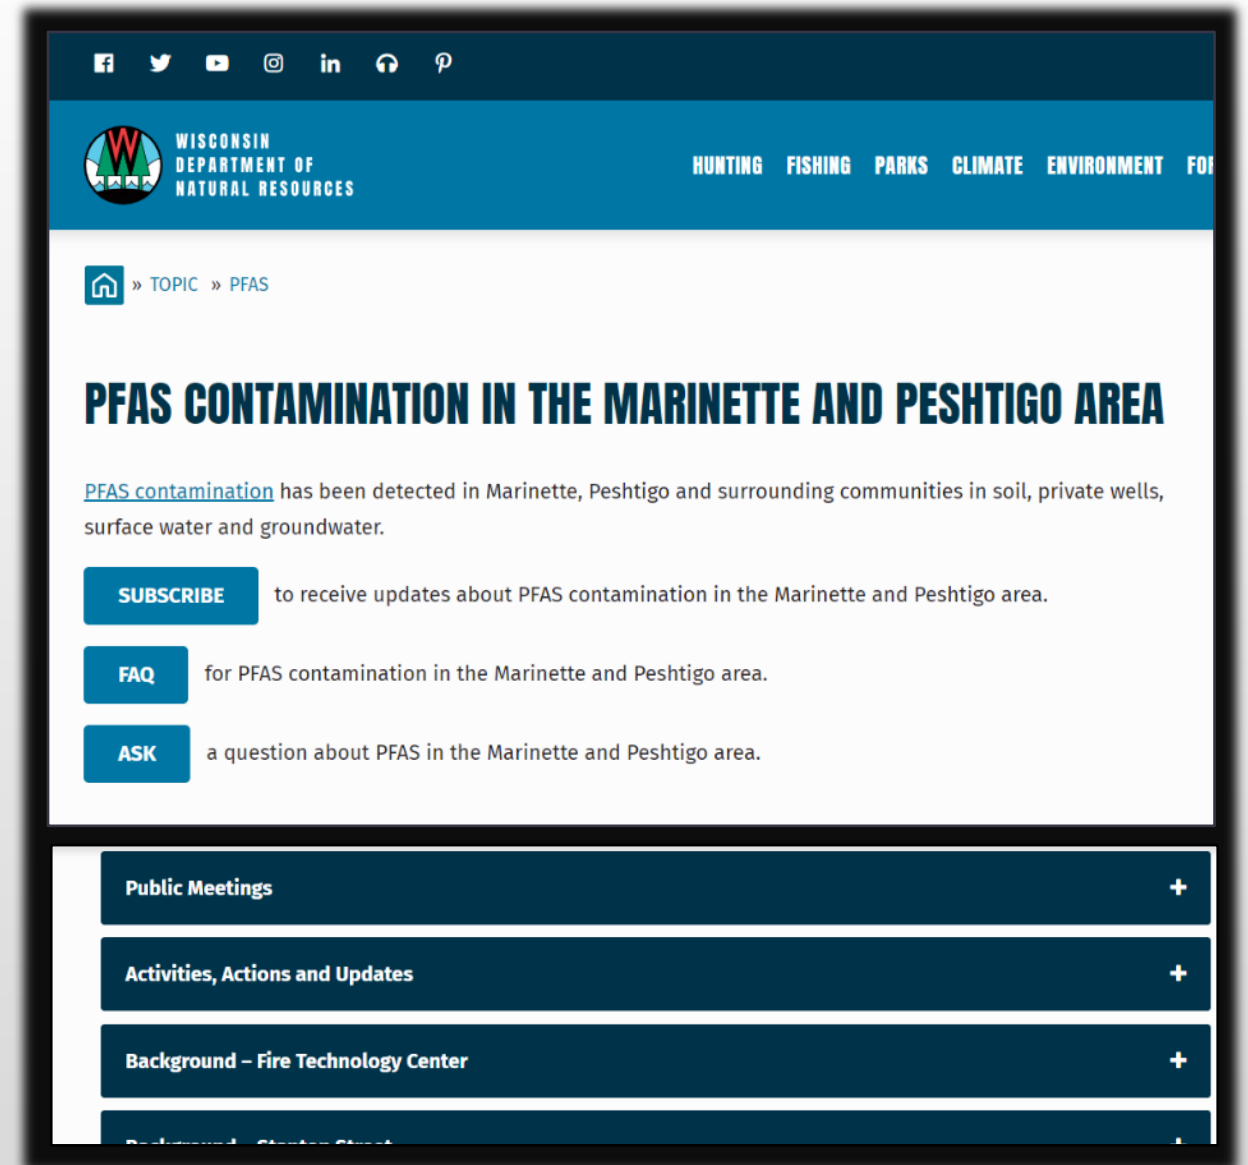 WISCONSIN
DEPARTMENT OF
NATURAL RESOURCES
HUNTING FISHING PARKS CLIMATE ENVIRONMENT
» TOPIC » PFAS
PFAS CONTAMINATION IN THE MARINETTE AND PESHTIGO AREA
PFAS contamination has been detected in Marinette, Peshtigo and surrounding communities in soil, private wells,
surface water and groundwater.
SUBSCRIBE to receive updates about PFAS contamination in the Marinette and Peshtigo area.
FAQ for PFAS contamination in the Marinette and Peshtigo area.
ASK a question about PFAS in the Marinette and Peshtigo area.
Public Meetings +
Activities, Actions and Updates +
Background – Fire Technology Center +